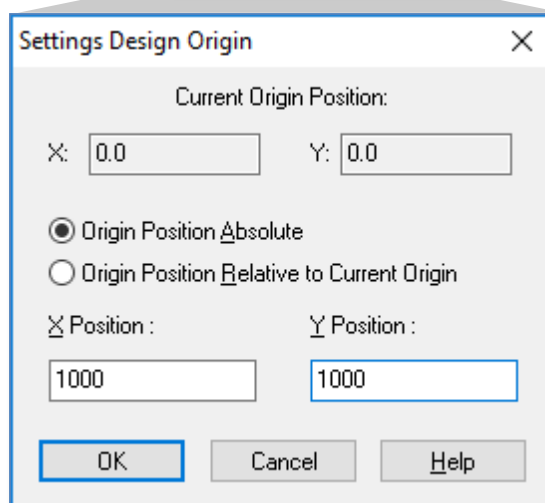 Settings Design Origin
Current Origin Position:
X: 0.0 Y: 0.0
Origin Position Absolute
Origin Position Relative to Current Origin
X Position : Y Position :
1000 1000
OK Cancel Help